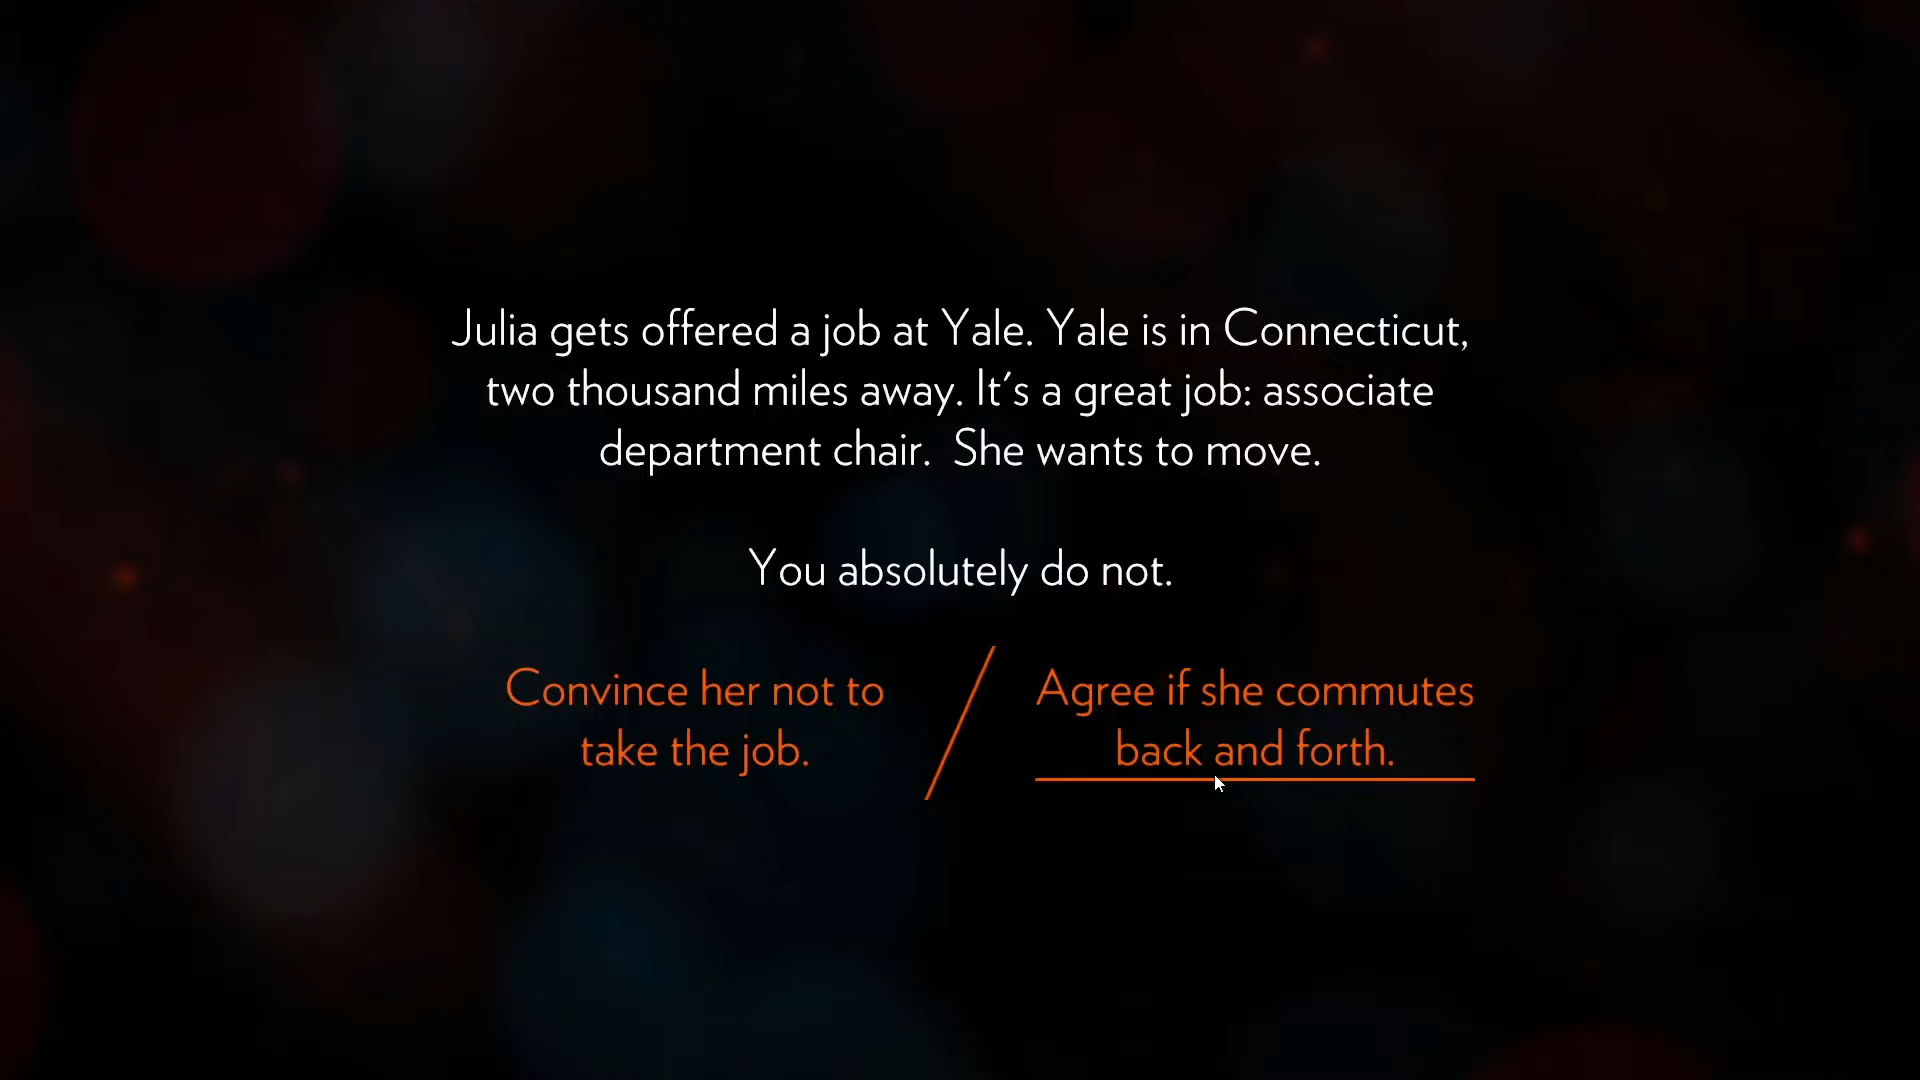 Julia gets offered a job at Yale. Yale is in Connecticut,
two thousand miles away. It's a great job: associate
department chair.  She wants to move.
You absolutely do not.
Convince her not to
take the job.
Agree if she commutes
back and forth.